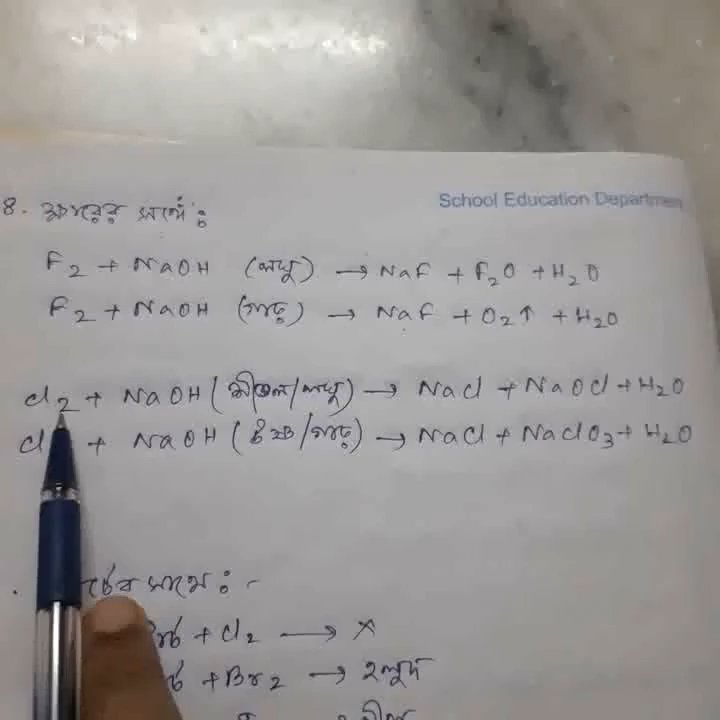 School Education Departmen
8. ক্ষারের সাথে :
F2 + NaOH (লঘু) → NaF + F2O + H2O
F2 + NaOH (গাঢ়) → NaF + O2↑ + H2O
Cl2 + NaOH (শীতল/লঘু) → NaCl + NaOCl + H2O
Cl + NaOH (উষ্ণ/গাঢ়) → NaCl + NaClO3 + H2O
র্চের সাথে : -
র্চ + Cl2 → X
র্চ + Br2 → হলুদ